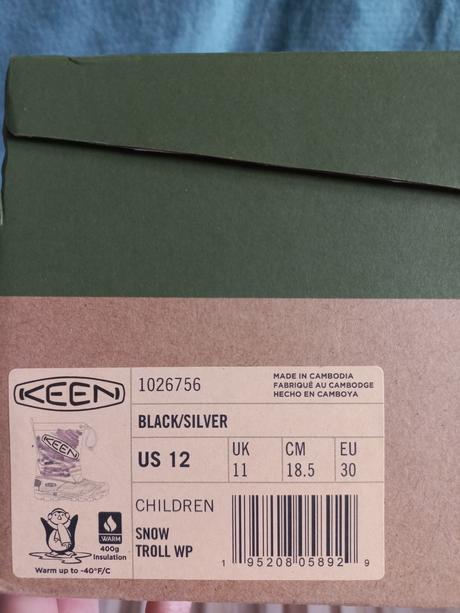 KEEN
1026756
MADE IN CAMBODIA
FABRIQUÉ AU CAMBODGE
HECHO EN CAMBOYA
BLACK/SILVER
US 12
UK
11
CM
18.5
EU
30
KEEN
CHILDREN
SNOW
TROLL WP
WARM
400g
Insulation
Warm up to -40°F/C
1 95208 05892 9